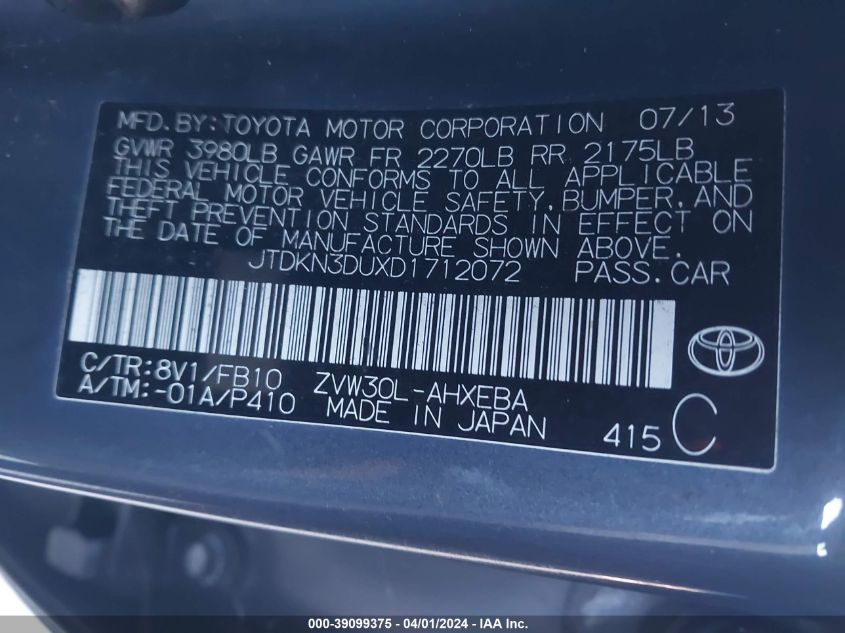 MFD. BY: TOYOTA MOTOR CORPORATION 07/13
GVWR 3980LB GAWR FR 2270LB RR 2175LB
THIS VEHICLE CONFORMS TO ALL APPLICABLE
FEDERAL MOTOR VEHICLE SAFETY, BUMPER, AND
THEFT PREVENTION STANDARDS IN EFFECT ON
THE DATE OF MANUFACTURE SHOWN ABOVE.
JTDKN3DUXD1712072 PASS. CAR
C/TR: 8V1/FB10 ZVW30L-AHXEBA
A/TM: -01A/P410 MADE IN JAPAN
415 C
000-39099375 - 04/01/2024 - IAA Inc.